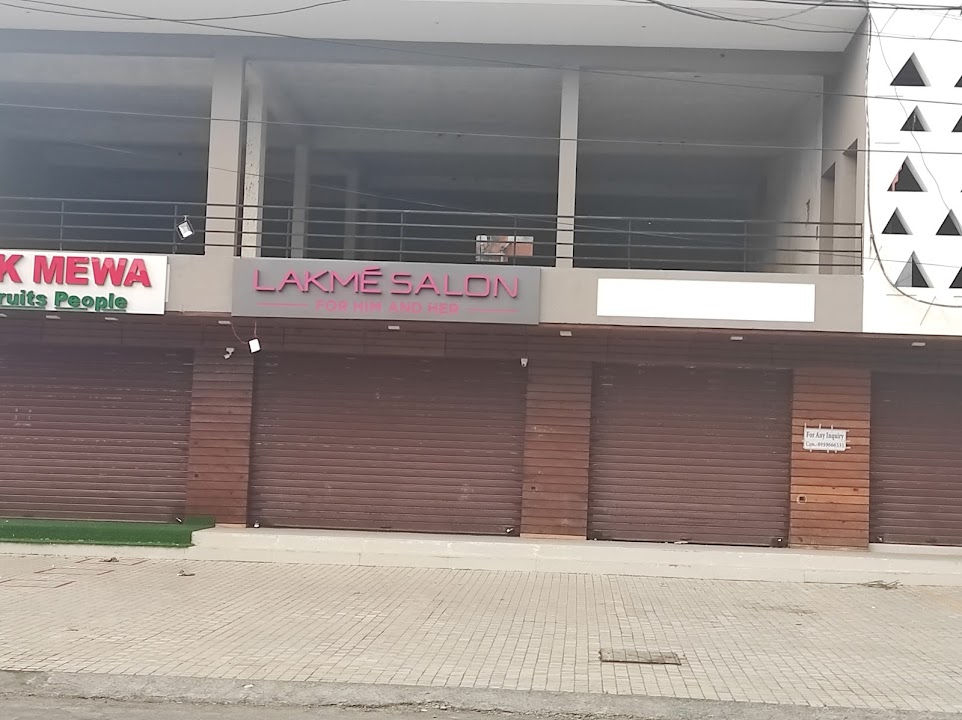 K MEWA
ruits People
LAKMÉ SALON
FOR HIM AND HER
For Any Inquiry